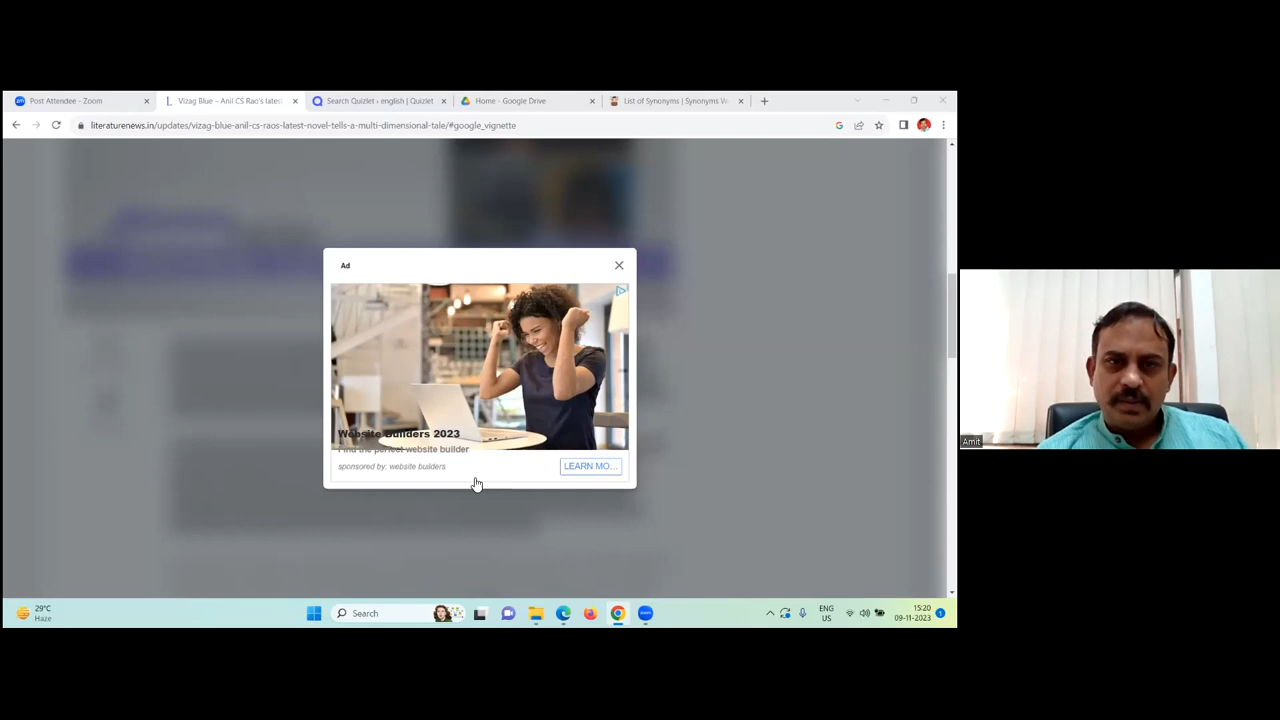 Post Attendee - Zoom
Vizag Blue – Anil CS Rao's latest
Search Quizlet - english | Quizlet
Home - Google Drive
List of Synonyms | Synonyms W
literaturenews.in/updates/vizag-blue-anil-cs-raos-latest-novel-tells-a-multi-dimensional-tale/#google_vignette
Ad
Website Builders 2023
Find the perfect website builder
sponsored by: website builders
LEARN MO...
Amit
29°C
Haze
Search
ENG
US
15:20
09-11-2023